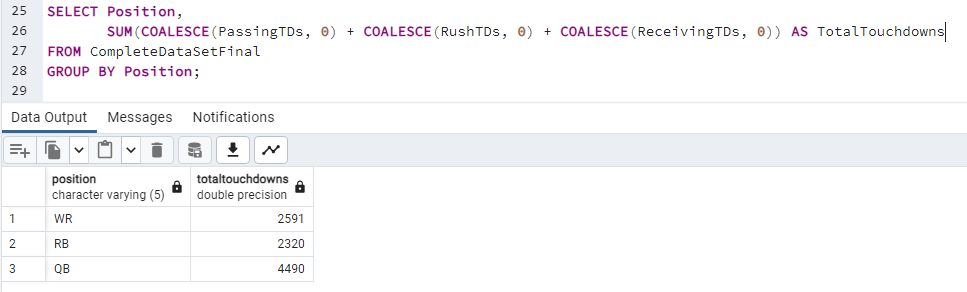 25 SELECT Position,
26 SUM(COALESCE(PassingTDs, 0) + COALESCE(RushTDs, 0) + COALESCE(ReceivingTDs, 0)) AS TotalTouchdowns
27 FROM CompleteDataSetFinal
28 GROUP BY Position;
29
Data Output Messages Notifications
position totaltouchdowns
character varying (5) double precision
1 WR 2591
2 RB 2320
3 QB 4490